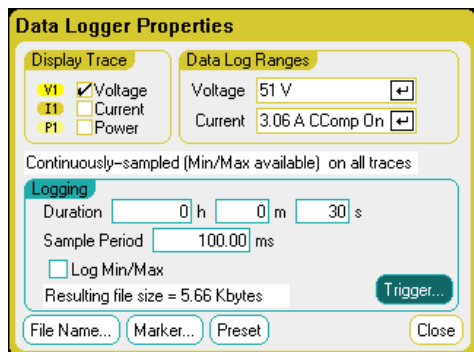 Data Logger Properties
Display Trace
V1 Voltage
I1 Current
P1 Power
Data Log Ranges
Voltage 51 V
Current 3.06 A CComp On
Continuously-sampled (Min/Max available) on all traces
Logging
Duration 0 h 0 m 30 s
Sample Period 100.00 ms
Log Min/Max
Resulting file size = 5.66 Kbytes
Trigger...
File Name... Marker... Preset Close